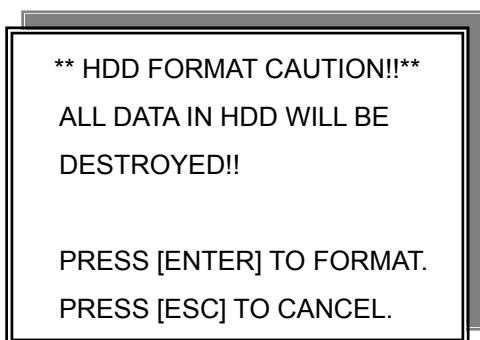 ** HDD FORMAT CAUTION!!**
ALL DATA IN HDD WILL BE
DESTROYED!!
PRESS [ENTER] TO FORMAT.
PRESS [ESC] TO CANCEL.